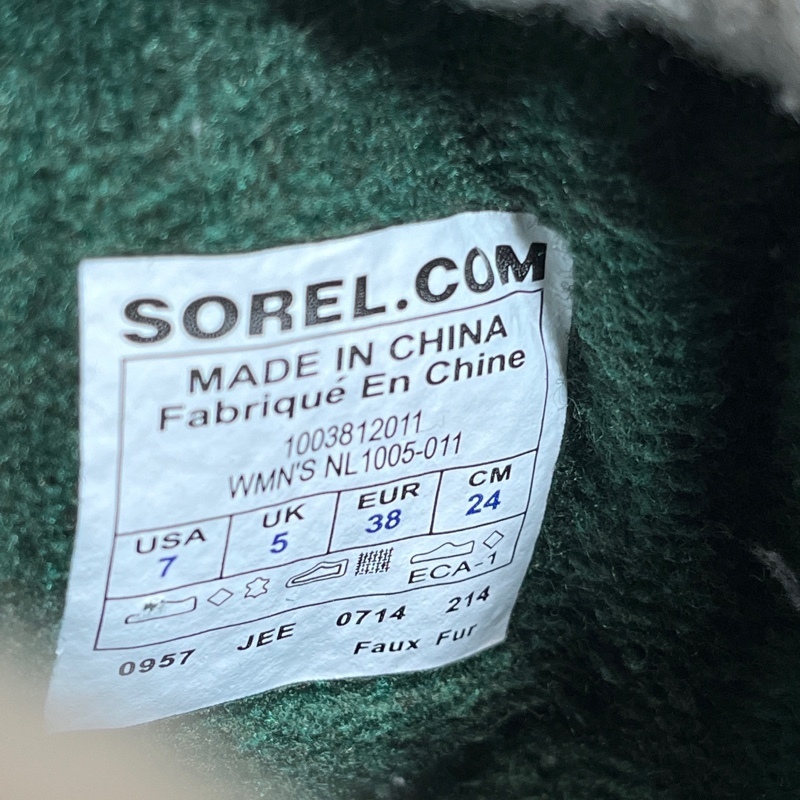 SOREL.COM
MADE IN CHINA
Fabriqué En Chine
1003812011
WMN'S NL1005-011
USA UK EUR CM
7 5 38 24
ECA-1
0957 JEE 0714 214
Faux Fur